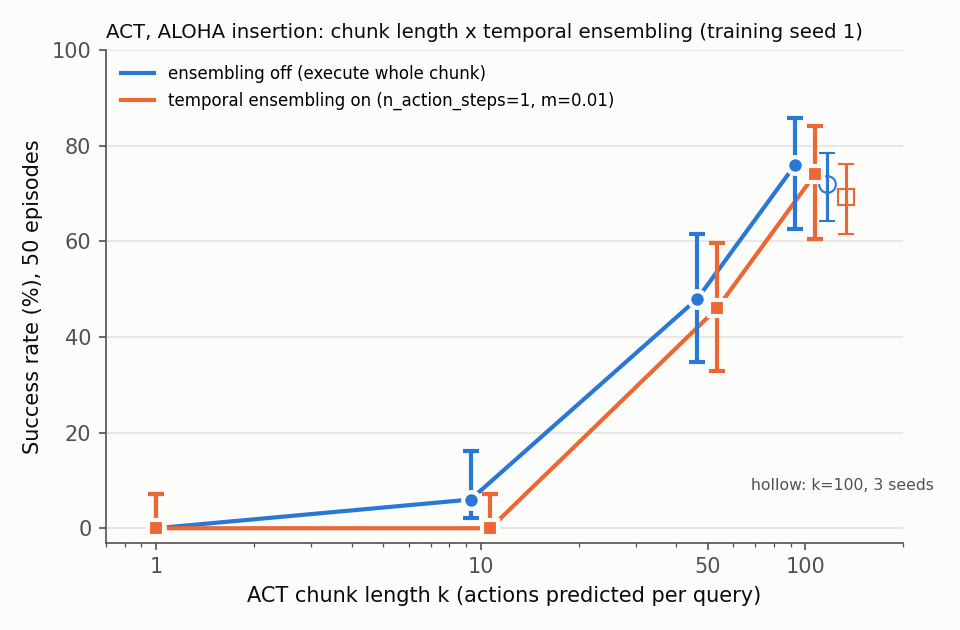 ACT, ALOHA insertion: chunk length x temporal ensembling (training seed 1)
100
80
60
40
20
0
Success rate (%), 50 episodes
ensembling off (execute whole chunk)
temporal ensembling on (n_action_steps=1, m=0.01)
hollow: k=100, 3 seeds
1
10
50
100
ACT chunk length k (actions predicted per query)